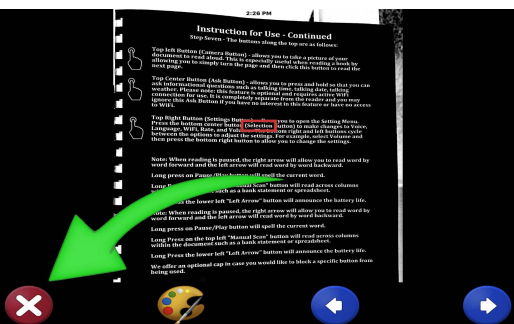 2:26 PM
Instruction for Use - Continued
Step Seven - The buttons along the top are as follows:
Top left Button (Camera Button) - allows you to take a picture of your
document to read aloud. This is especially useful when reading a book by
allowing you to simply turn the page and then click this button to read the
next page.
Top Center Button (Ask Button) - allows you to press and hold so that you can
ask informational questions such as talking time, talking date, talking
weather. Please note: this feature is optional and requires active WiFi
connection for use. It is completely separate from the reader and you may
ignore this Ask Button if you have no interest in this feature or have no access
to WiFi.
Top Right Button (Settings Button) you to open the Setting Menu.
Press the bottom center button (Selection Button) to make changes to Voice,
Language, WiFi, Rate, and bottom right and left buttons cycle
between the options to adjust the settings. For example, select Volume and
then press the bottom right button to allow you to change the settings.
Note: When reading is paused, the right arrow will allow you to read word by
word forward and the left arrow will read word by word backward.
Long press on Pause/Play button will spell the current word.
Scan" button will read across columns
such as a bank statement or spreadsheet.
the lower left "Left Arrow" button will announce the battery life.
Note: When reading is paused, the right arrow will allow you to read word by
word forward and the left arrow will read word by word backward.
Long press on Pause/Play button will spell the current word.
Long Press on the top left "Manual Scan" button will read across columns
within the document such as a bank statement or spreadsheet.
Long Press the lower left "Left Arrow" button will announce the battery life.
We offer an optional cap in case you would like to block a specific button from
being used.